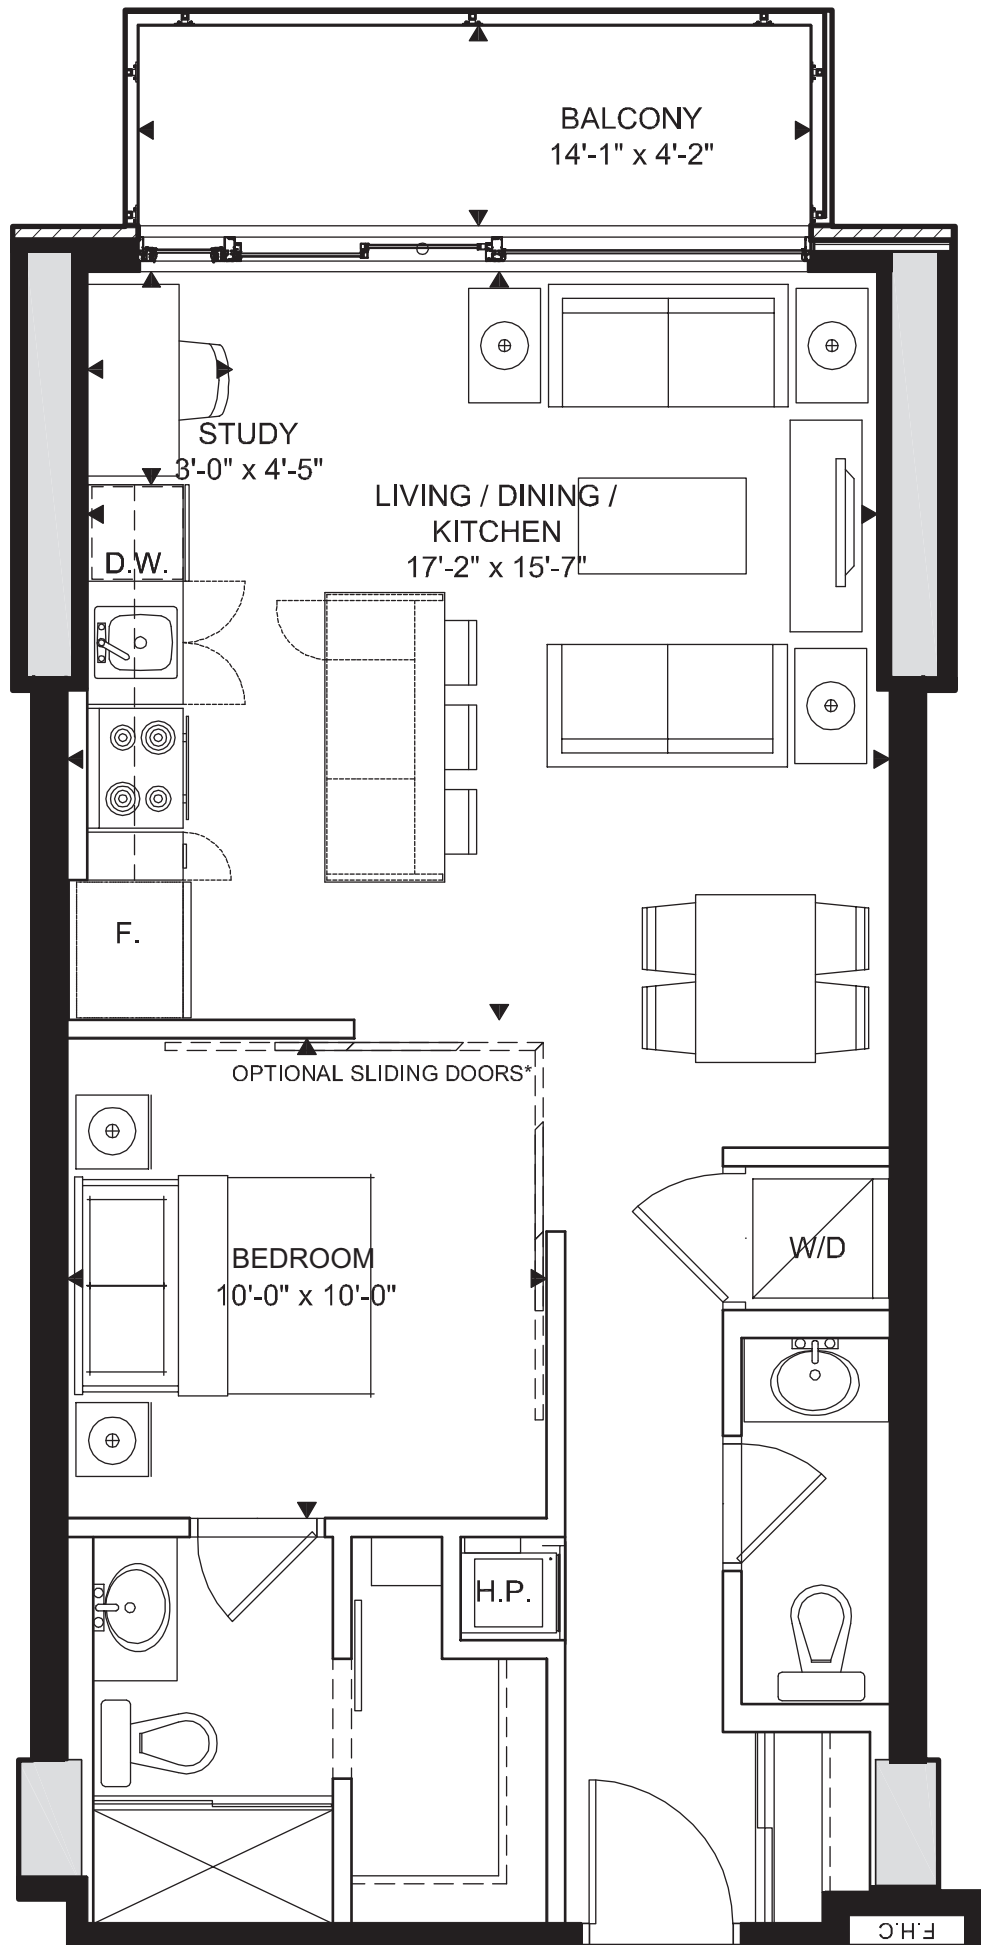 BALCONY
14'-1" x 4'-2"
STUDY
3'-0" x 4'-5"
LIVING / DINING /
KITCHEN
17'-2" x 15'-7"
D.W.
F.
OPTIONAL SLIDING DOORS*
W/D
BEDROOM
10'-0" x 10'-0"
H.P.
F.H.C